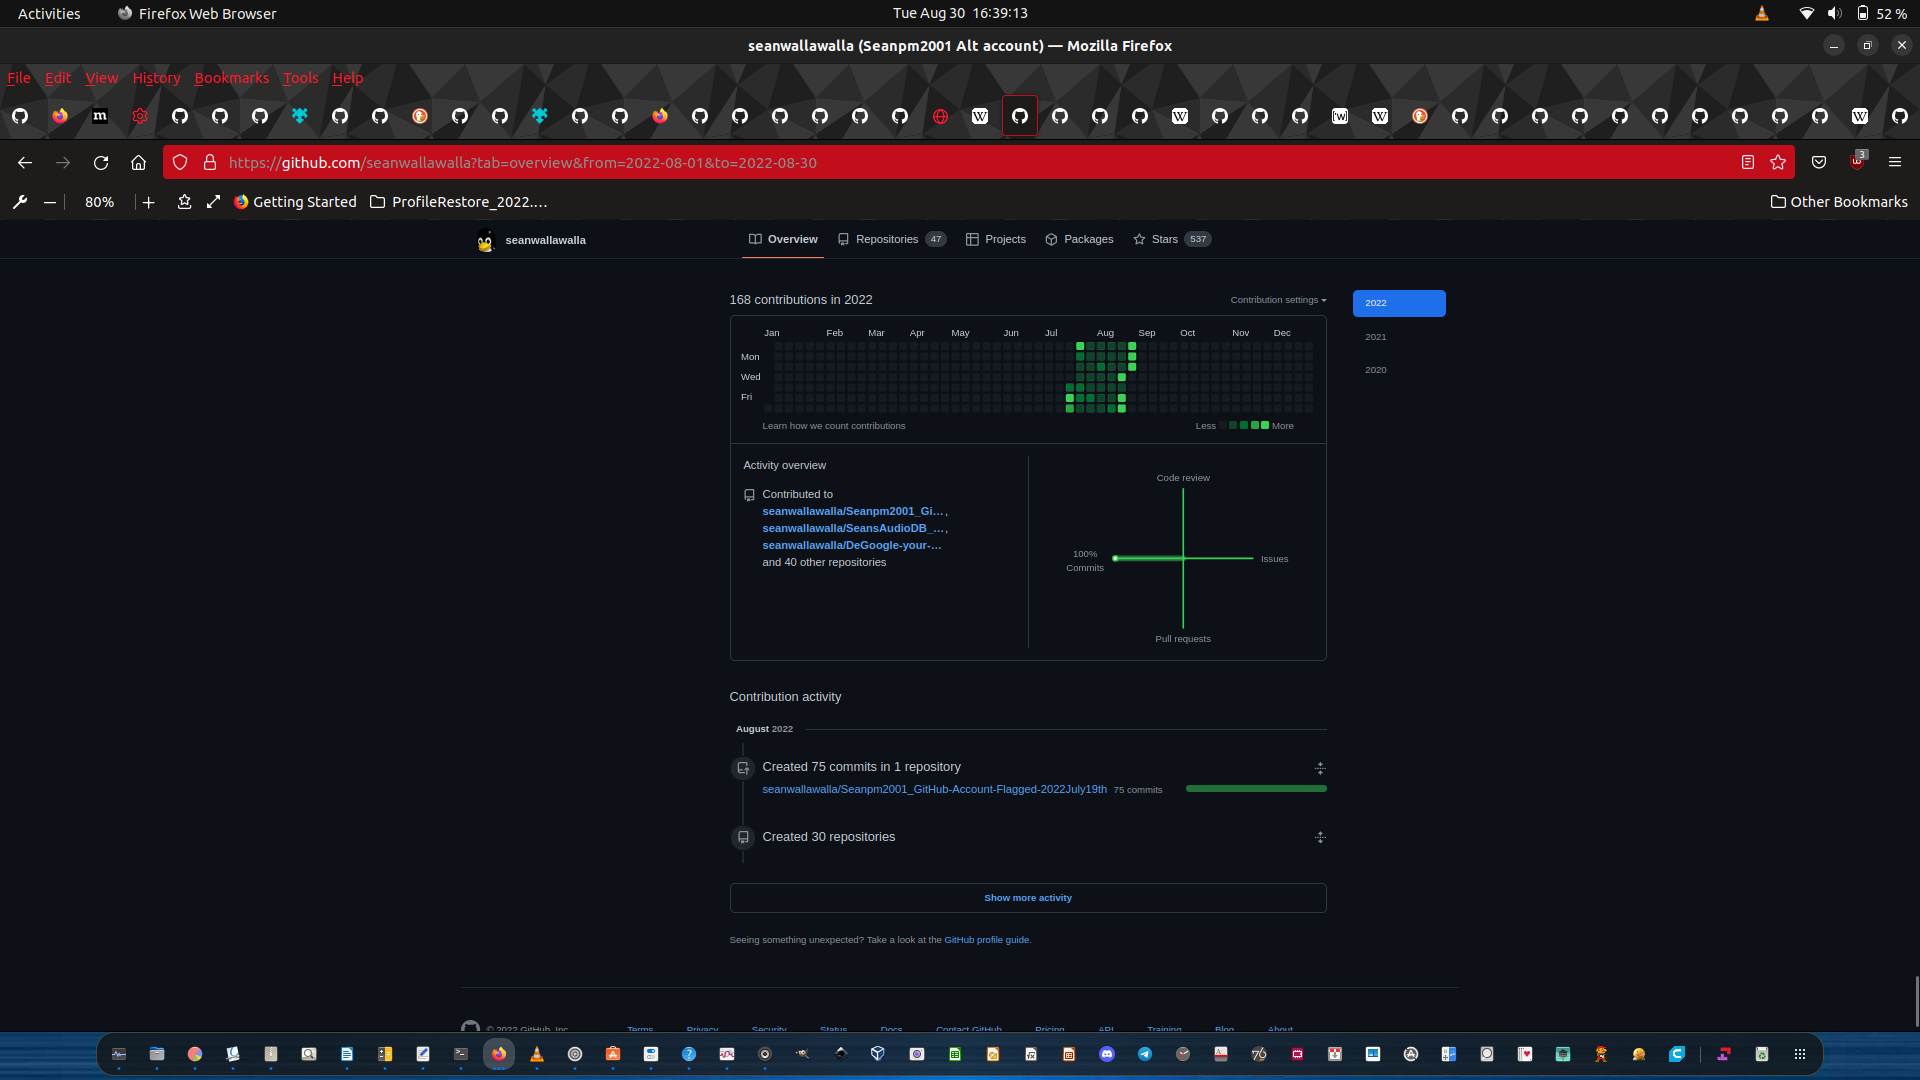 Activities
Firefox Web Browser
Tue Aug 30 16:39:13
52 %
seanwallawalla (Seanpm2001 Alt account) — Mozilla Firefox
File Edit View History Bookmarks Tools Help
https://github.com/seanwallawalla?tab=overview&from=2022-08-01&to=2022-08-30
3
80%
Getting Started
ProfileRestore_2022....
Other Bookmarks
seanwallawalla
Overview
Repositories 47
Projects
Packages
Stars 537
168 contributions in 2022
Contribution settings
2022
2021
2020
Jan Feb Mar Apr May Jun Jul Aug Sep Oct Nov Dec
Mon
Wed
Fri
Learn how we count contributions
Less More
Activity overview
Contributed to
seanwallawalla/Seanpm2001_Gi…,
seanwallawalla/SeansAudioDB_…,
seanwallawalla/DeGoogle-your-…
and 40 other repositories
Code review
100%
Commits
Issues
Pull requests
Contribution activity
August 2022
Created 75 commits in 1 repository
seanwallawalla/Seanpm2001_GitHub-Account-Flagged-2022July19th 75 commits
Created 30 repositories
Show more activity
Seeing something unexpected? Take a look at the GitHub profile guide.
© 2022 GitHub, Inc.
Terms Privacy Security Status Docs Contact GitHub Pricing API Training Blog About